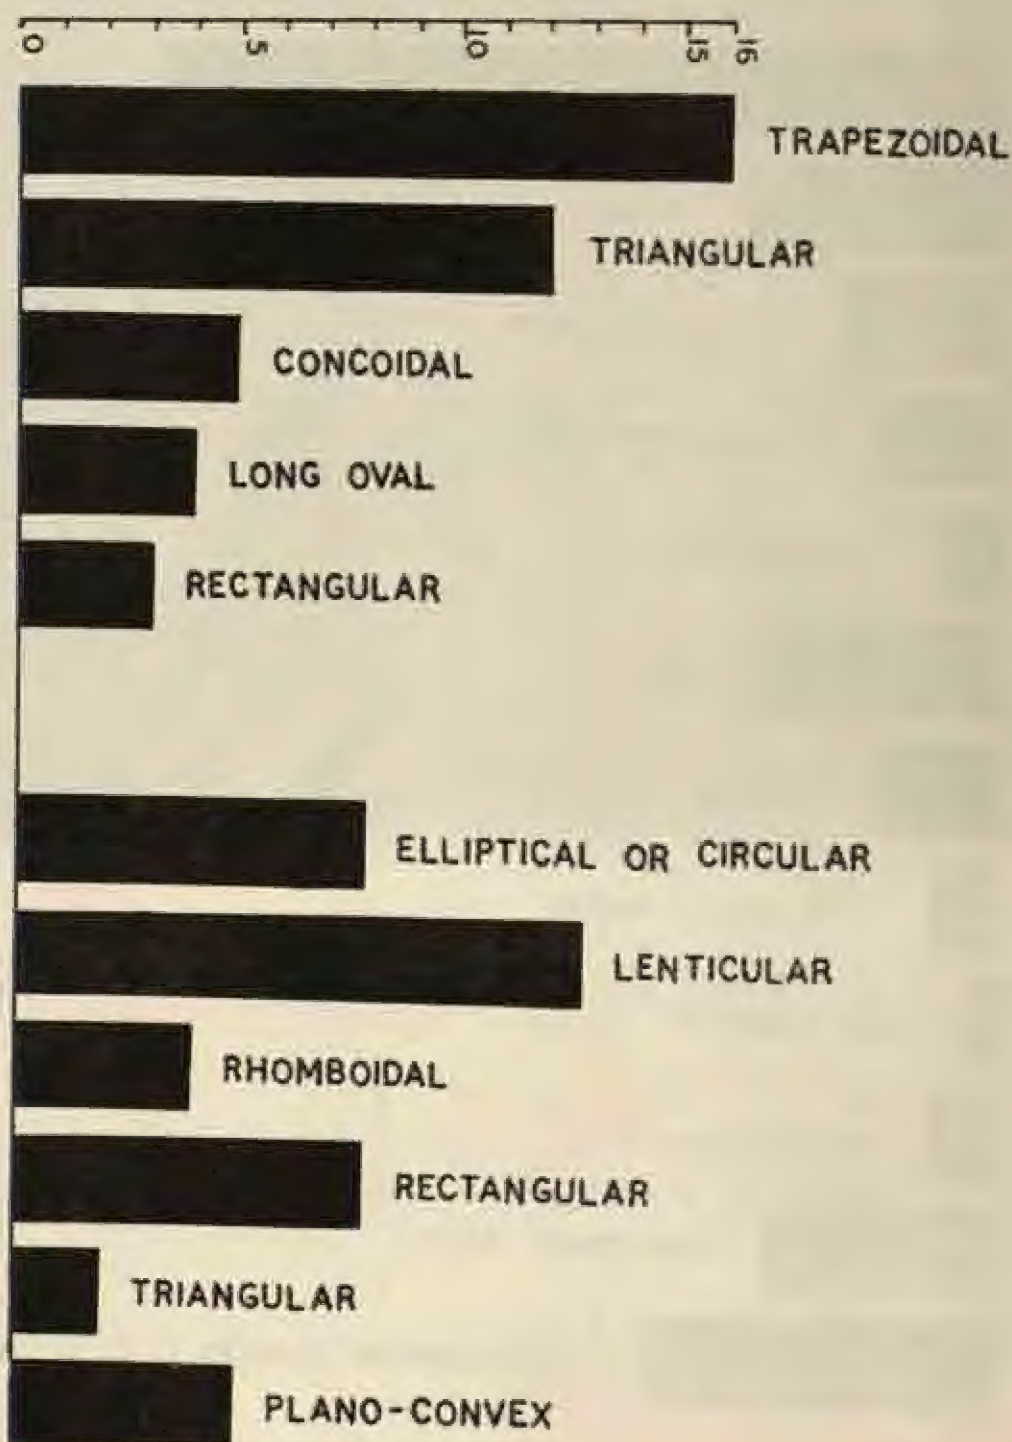 0 5 10 15 16
TRAPEZOIDAL
TRIANGULAR
CONCOIDAL
LONG OVAL
RECTANGULAR
ELLIPTICAL OR CIRCULAR
LENTICULAR
RHOMBOIDAL
RECTANGULAR
TRIANGULAR
PLANO-CONVEX